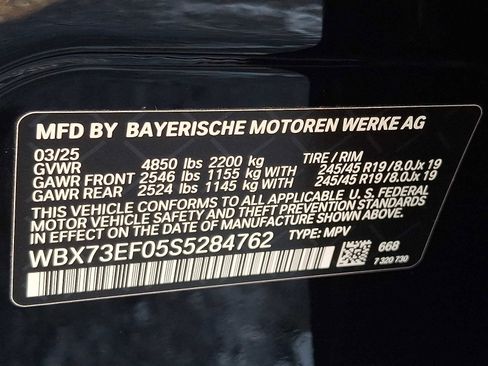 MFD BY BAYERISCHE MOTOREN WERKE AG
03/25
GVWR 4850 lbs 2200 kg TIRE / RIM
GAWR FRONT 2546 lbs 1155 kg WITH 245/45 R19 / 8.0Jx 19
GAWR REAR 2524 lbs 1145 kg WITH 245/45 R19 / 8.0Jx 19
THIS VEHICLE CONFORMS TO ALL APPLICABLE U. S. FEDERAL
MOTOR VEHICLE SAFETY AND THEFT PREVENTION STANDARDS
IN EFFECT ON THE DATE OF MANUFACTURE SHOWN ABOVE.
WBX73EF05S5284762 TYPE: MPV
668
7 320 730